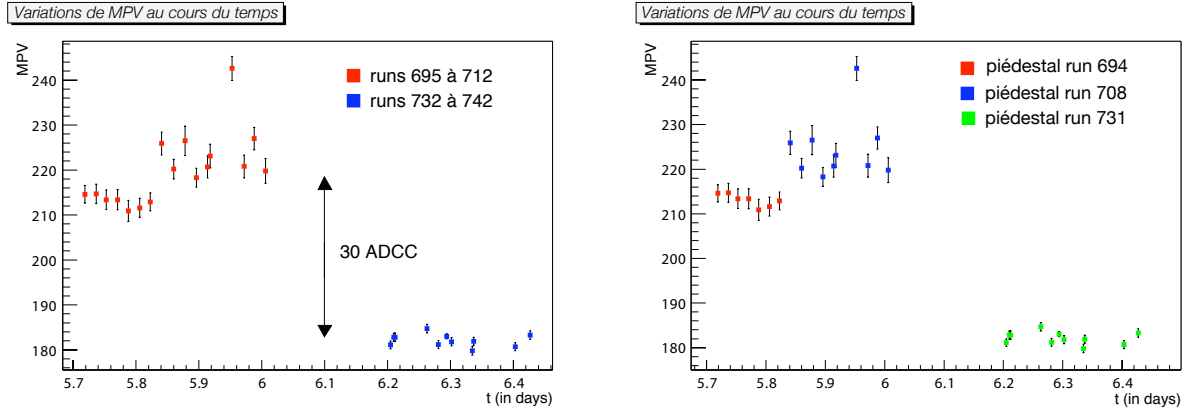 Variations de MPV au cours du temps
MPV
240
230
220
210
200
190
180
5.7 5.8 5.9 6 6.1 6.2 6.3 6.4
t (in days)
runs 695 à 712
runs 732 à 742
30 ADCC
Variations de MPV au cours du temps
MPV
240
230
220
210
200
190
180
5.7 5.8 5.9 6 6.1 6.2 6.3 6.4
t (in days)
piédestal run 694
piédestal run 708
piédestal run 731